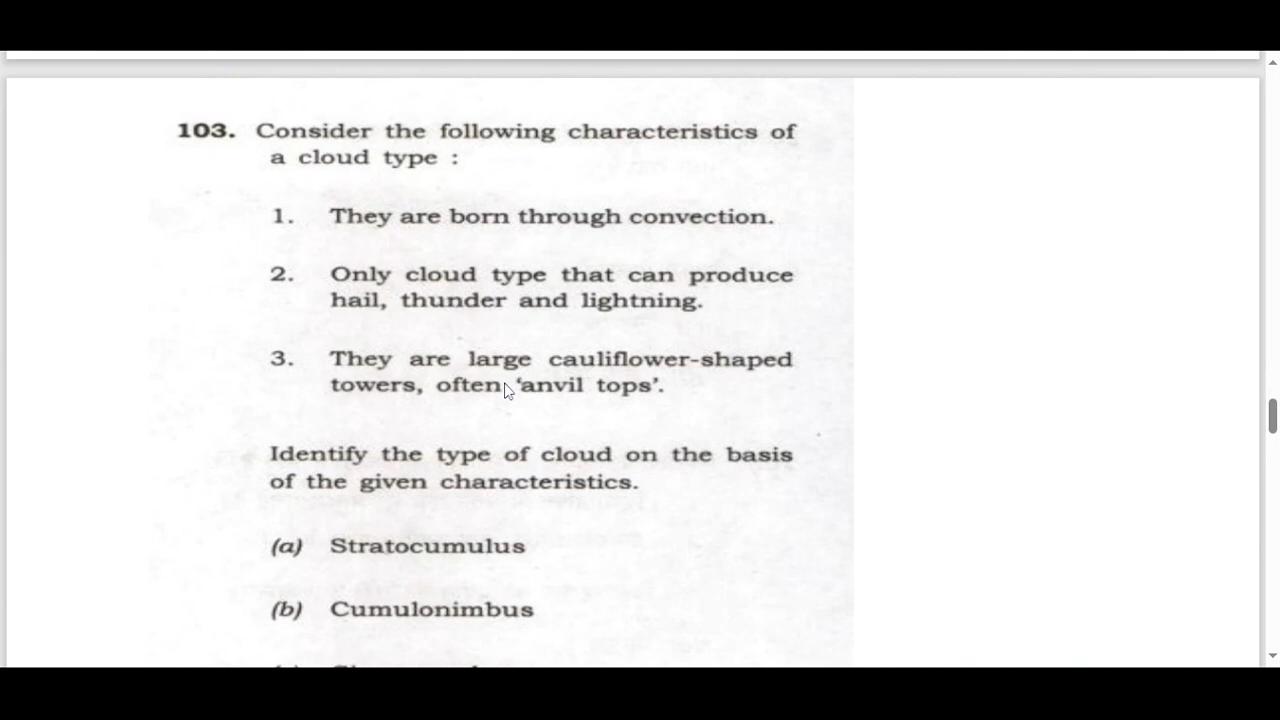 103. Consider the following characteristics of
a cloud type :
1. They are born through convection.
2. Only cloud type that can produce
hail, thunder and lightning.
3. They are large cauliflower-shaped
towers, often 'anvil tops'.
Identify the type of cloud on the basis
of the given characteristics.
(a) Stratocumulus
(b) Cumulonimbus